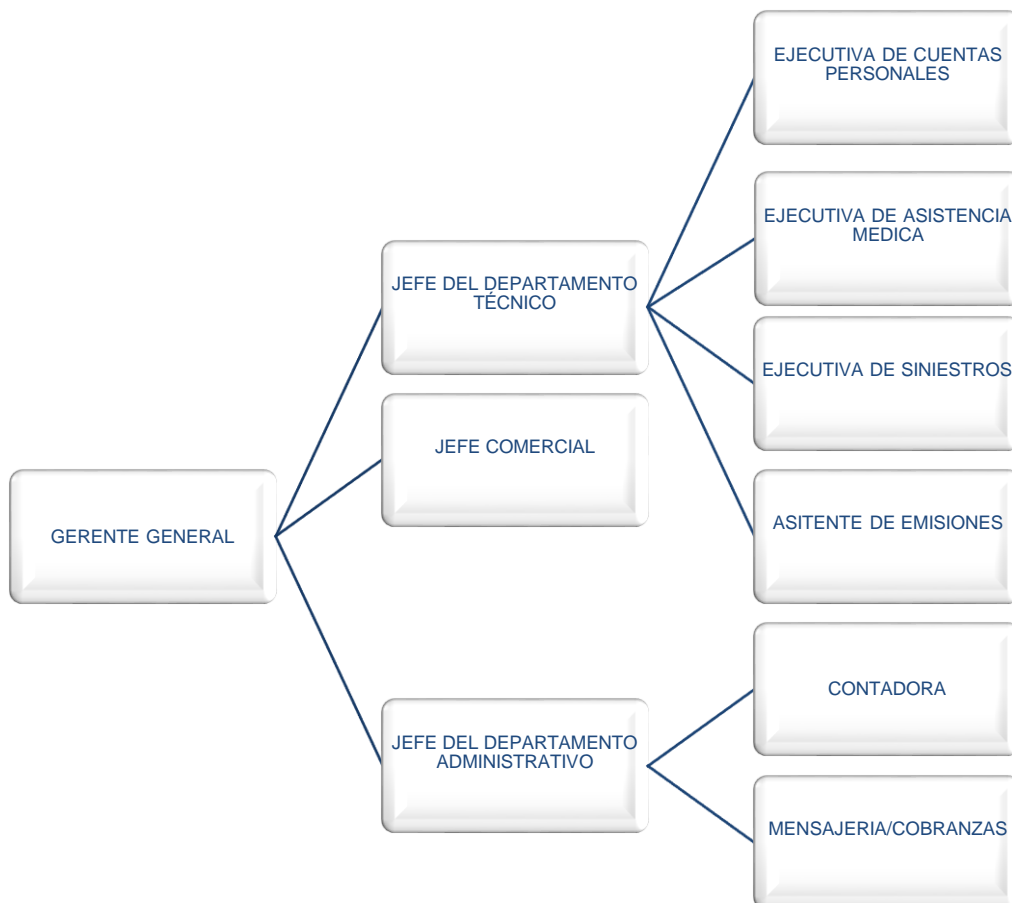 GERENTE GENERAL
JEFE DEL DEPARTAMENTO
TÉCNICO
JEFE COMERCIAL
JEFE DEL DEPARTAMENTO
ADMINISTRATIVO
EJECUTIVA DE CUENTAS
PERSONALES
EJECUTIVA DE ASISTENCIA
MEDICA
EJECUTIVA DE SINIESTROS
ASITENTE DE EMISIONES
CONTADORA
MENSAJERIA/COBRANZAS